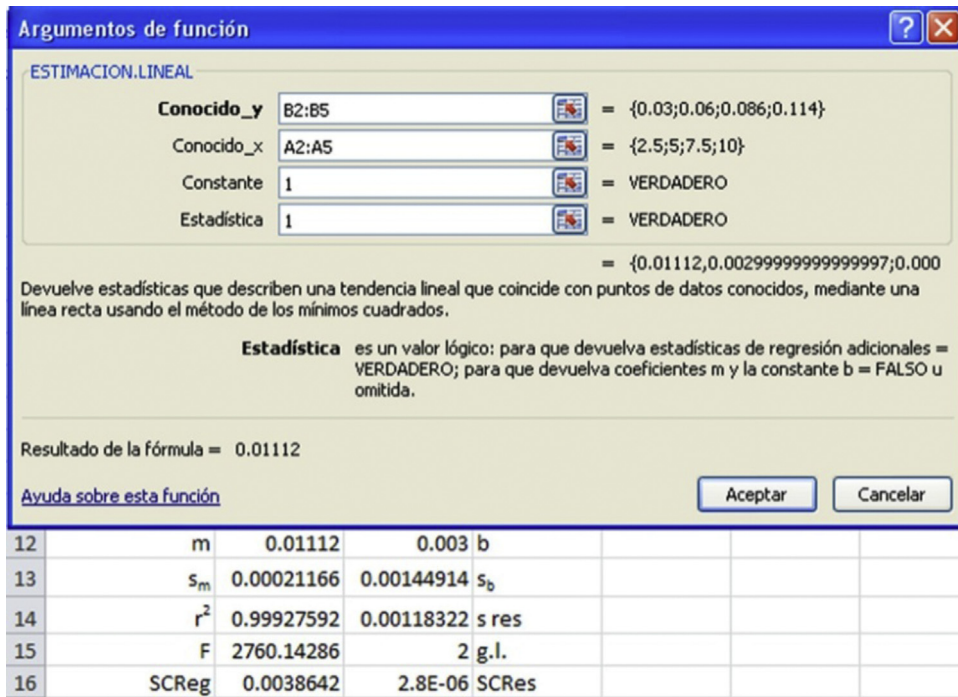 Argumentos de función
ESTIMACION.LINEAL
Conocido_y B2:B5 = {0.03;0.06;0.086;0.114}
Conocido_x A2:A5 = {2.5;5;7.5;10}
Constante 1 = VERDADERO
Estadística 1 = VERDADERO
= {0.01112,0.00299999999999997;0.000
Devuelve estadísticas que describen una tendencia lineal que coincide con puntos de datos conocidos, mediante una
línea recta usando el método de los mínimos cuadrados.
Estadística es un valor lógico: para que devuelva estadísticas de regresión adicionales =
VERDADERO; para que devuelva coeficientes m y la constante b = FALSO u
omitida.
Resultado de la fórmula = 0.01112
Ayuda sobre esta función Aceptar Cancelar
12 m 0.01112 0.003 b
13 sm 0.00021166 0.00144914 sb
14 r² 0.99927592 0.00118322 s res
15 F 2760.14286 2 g.l.
16 SCReg 0.0038642 2.8E-06 SCRes